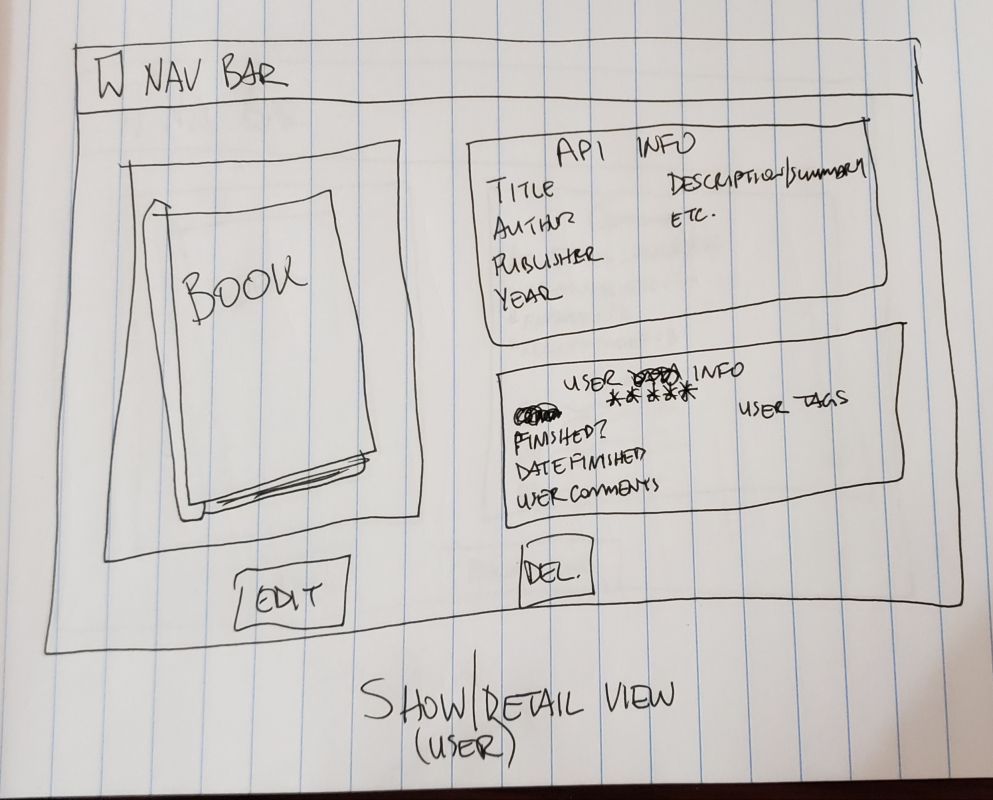 NAV BAR
BOOK
API INFO
TITLE
AUTHOR
PUBLISHER
YEAR
DESCRIPTION/SUMMARY
ETC.
USER INFO
*****
FINISHED?
DATE FINISHED
USER COMMENTS
USER TAGS
EDIT
DEL.
SHOW/DETAIL VIEW
(USER)